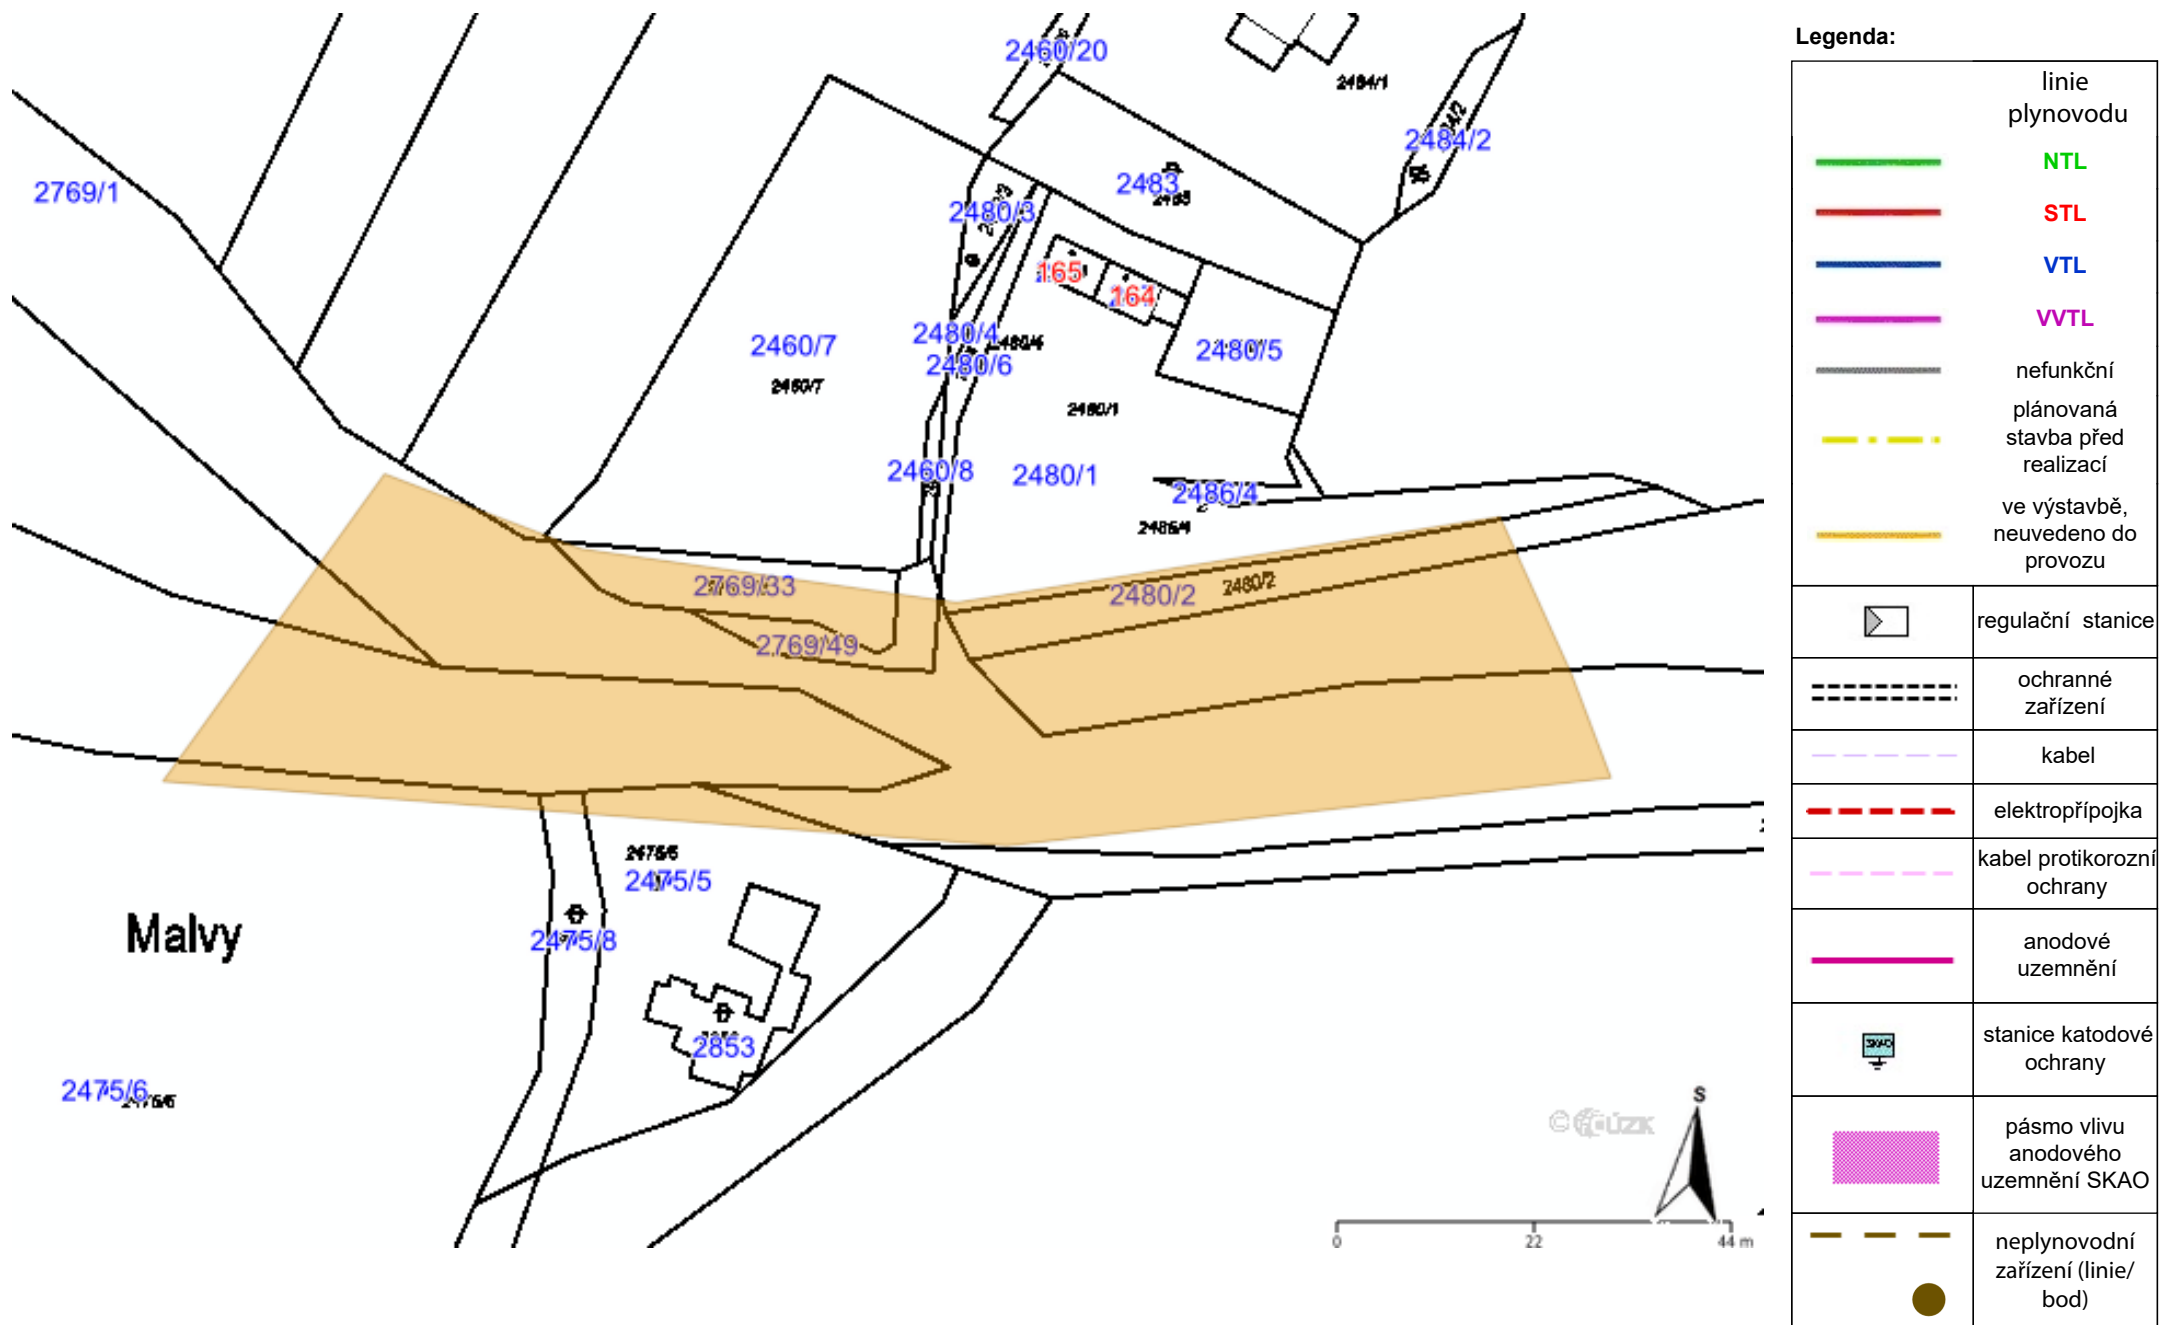 2460/20
2484/1
2484/2
2769/1
2483
2480/3
165
164
2460/7
2460/7
2480/4
2480/6
2480/5
2480/1
2460/8
2480/1
2486/4
2486/4
2769/33
2480/2
2480/2
2769/49
2475/5
2475/5
Malvy
2475/8
2853
2475/6
2475/6
S
0 22 44 m
Legenda:
linie
plynovodu
NTL
STL
VTL
VVTL
nefunkční
plánovaná
stavba před
realizací
ve výstavbě,
neuvedeno do
provozu
regulační stanice
ochranné
zařízení
kabel
elektropřípojka
kabel protikorozní
ochrany
anodové
uzemnění
SKAO
stanice katodové
ochrany
pásmo vlivu
anodového
uzemnění SKAO
neplynovodní
zařízení (linie/
bod)